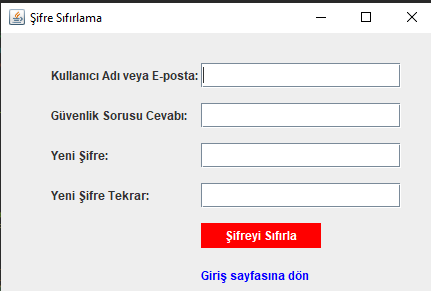 Şifre Sıfırlama
Kullanıcı Adı veya E-posta:
Güvenlik Sorusu Cevabı:
Yeni Şifre:
Yeni Şifre Tekrar:
Şifreyi Sıfırla
Giriş sayfasına dön